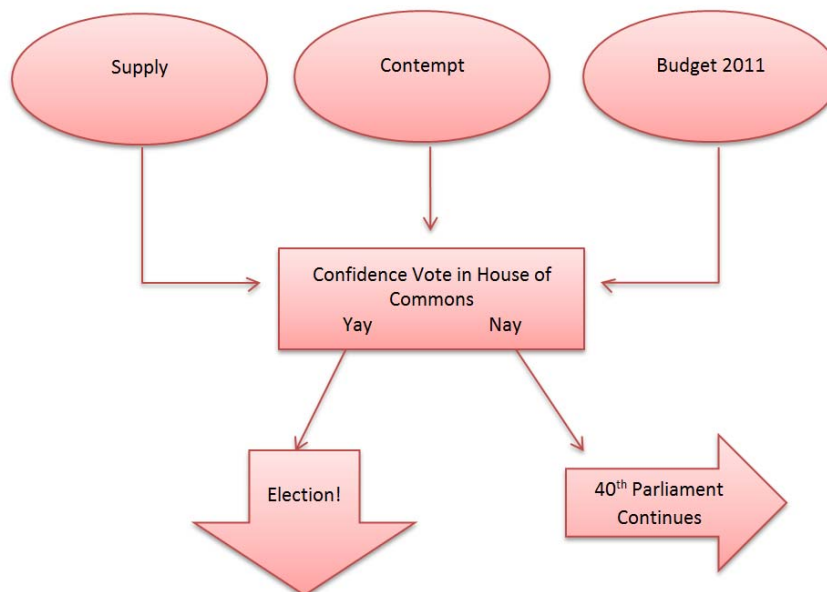 Supply
Contempt
Budget 2011
Confidence Vote in House of
Commons
Yay Nay
Election!
40th Parliament
Continues